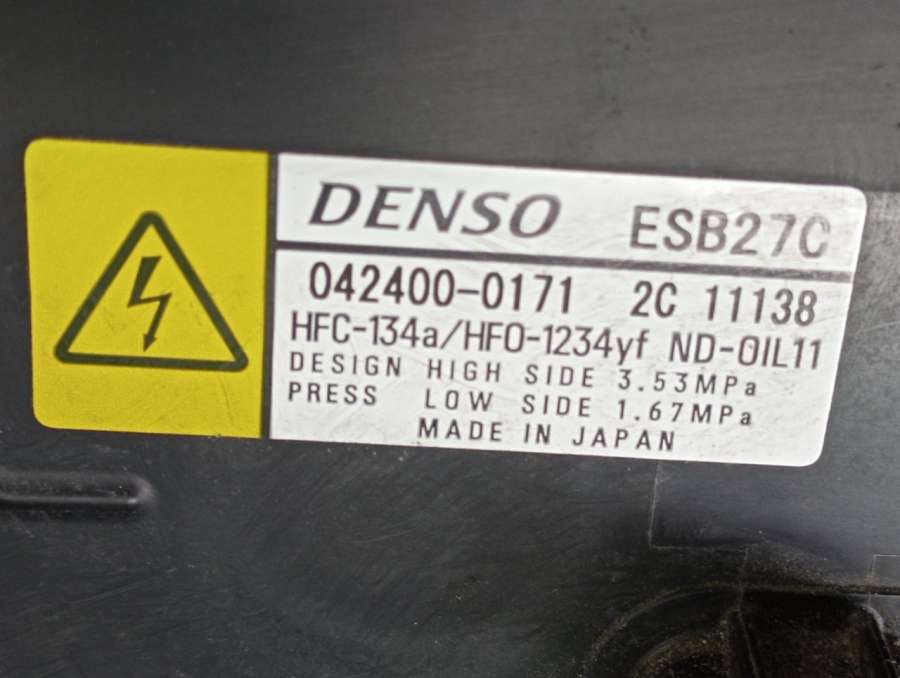 DENSO ESB27C
042400-0171 2C 11138
HFC-134a/HFO-1234yf ND-OIL11
DESIGN HIGH SIDE 3.53MPa
PRESS LOW SIDE 1.67MPa
MADE IN JAPAN